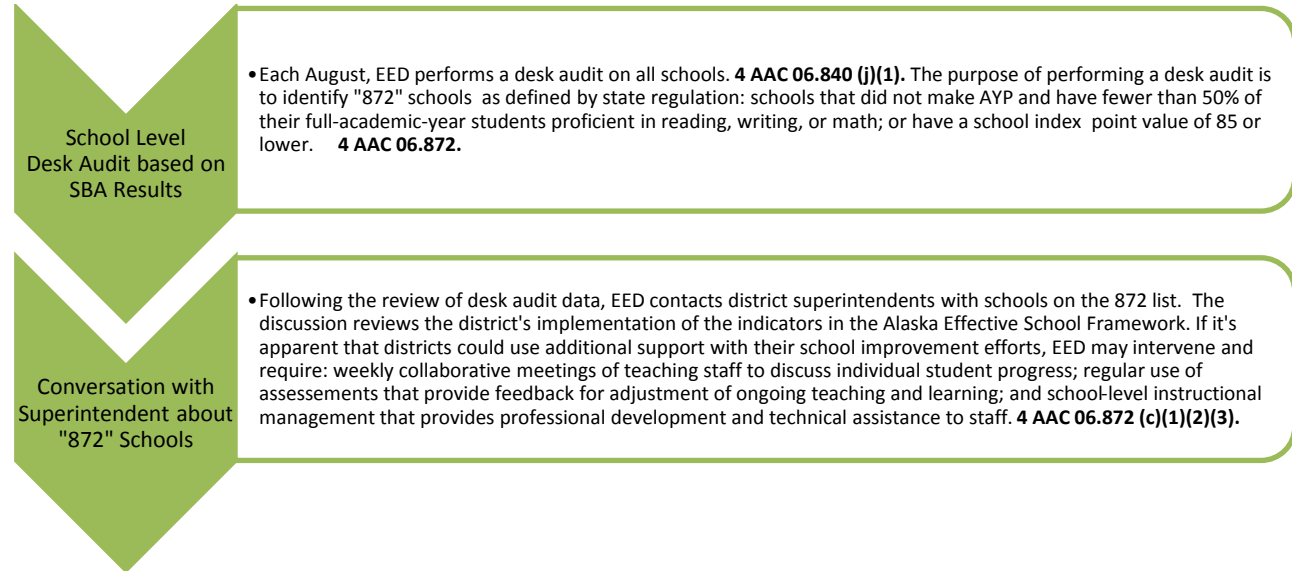 School Level
Desk Audit based on
SBA Results
•Each August, EED performs a desk audit on all schools. 4 AAC 06.840 (j)(1). The purpose of performing a desk audit is
to identify "872" schools as defined by state regulation: schools that did not make AYP and have fewer than 50% of
their full-academic-year students proficient in reading, writing, or math; or have a school index point value of 85 or
lower. 4 AAC 06.872.
Conversation with
Superintendent about
"872" Schools
•Following the review of desk audit data, EED contacts district superintendents with schools on the 872 list. The
discussion reviews the district's implementation of the indicators in the Alaska Effective School Framework. If it's
apparent that districts could use additional support with their school improvement efforts, EED may intervene and
require: weekly collaborative meetings of teaching staff to discuss individual student progress; regular use of
assessements that provide feedback for adjustment of ongoing teaching and learning; and school-level instructional
management that provides professional development and technical assistance to staff. 4 AAC 06.872 (c)(1)(2)(3).